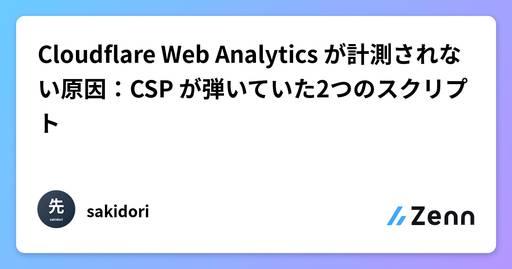 Cloudflare Web Analytics が計測されな
い原因：CSP が弾いていた2つのスクリプ
ト
先
sakidori
sakidori
Zenn